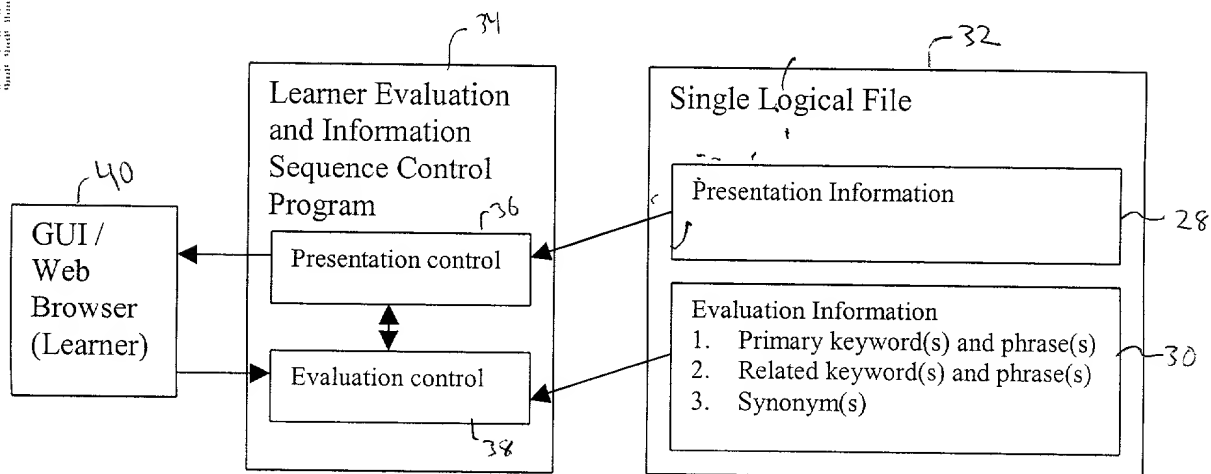 34
32
Learner Evaluation
and Information
Sequence Control
Program
Single Logical File
40
36
Presentation Information
28
GUI /
Web
Browser
(Learner)
Presentation control
Evaluation Information
1. Primary keyword(s) and phrase(s)
2. Related keyword(s) and phrase(s)
3. Synonym(s)
30
Evaluation control
38